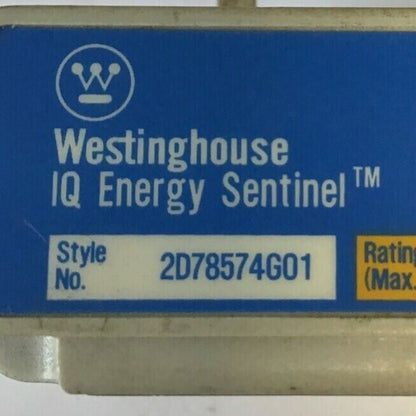 Westinghouse
IQ Energy Sentinel™
Style No. 2D78574G01
Rating
(Max.